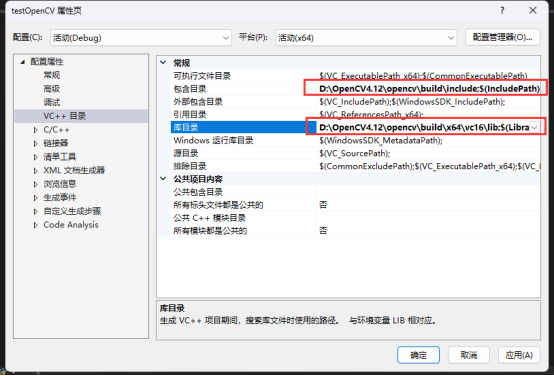 testOpenCV 属性页
配置(C): 活动(Debug) 平台(P): 活动(x64) 配置管理器(O)...
配置属性
常规
高级
调试
VC++ 目录
C/C++
链接器
清单工具
XML 文档生成器
浏览信息
生成事件
自定义生成步骤
Code Analysis
常规
可执行文件目录 $(VC_ExecutablePath_x64);$(CommonExecutablePath)
包含目录 D:\OpenCV4.12\opencv\build\include;$(IncludePath)
外部包含目录 $(VC_IncludePath);$(WindowsSDK_IncludePath);
引用目录 $(VC_ReferencesPath_x64);
库目录 D:\OpenCV4.12\opencv\build\x64\vc16\lib;$(Libra
Windows 运行库目录 $(WindowsSDK_MetadataPath);
源目录 $(VC_SourcePath);
排除目录 $(CommonExcludePath);$(VC_ExecutablePath_x64);$(VC_I
公共项目内容
公共包含目录
所有标头文件都是公共的 否
公共 C++ 模块目录
所有模块都是公共的 否
库目录
生成 VC++ 项目期间，搜索库文件时使用的路径。 与环境变量 LIB 相对应。
确定 取消 应用(A)